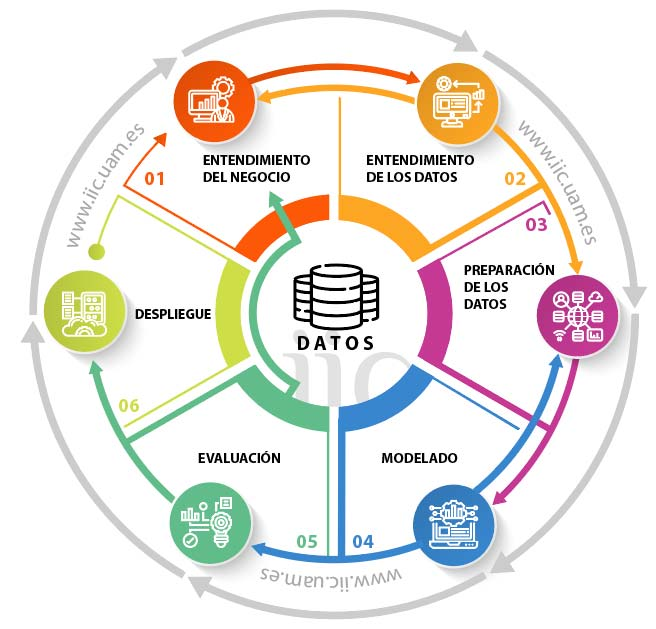 www.iic.uam.es
www.iic.uam.es
01
ENTENDIMIENTO
DEL NEGOCIO
ENTENDIMIENTO
DE LOS DATOS
02
03
PREPARACIÓN
DE LOS
DATOS
DESPLIEGUE
DATOS
iic
06
EVALUACIÓN
MODELADO
05
04
www.iic.uam.es